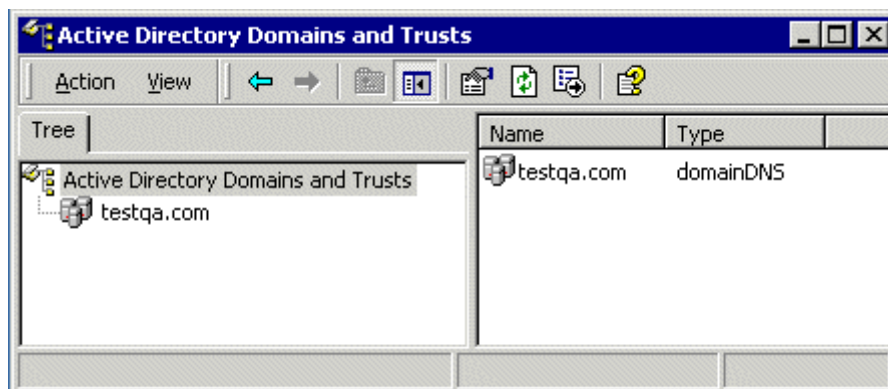 Active Directory Domains and Trusts
Action View
Tree
Name Type
Active Directory Domains and Trusts
testqa.com domainDNS
testqa.com